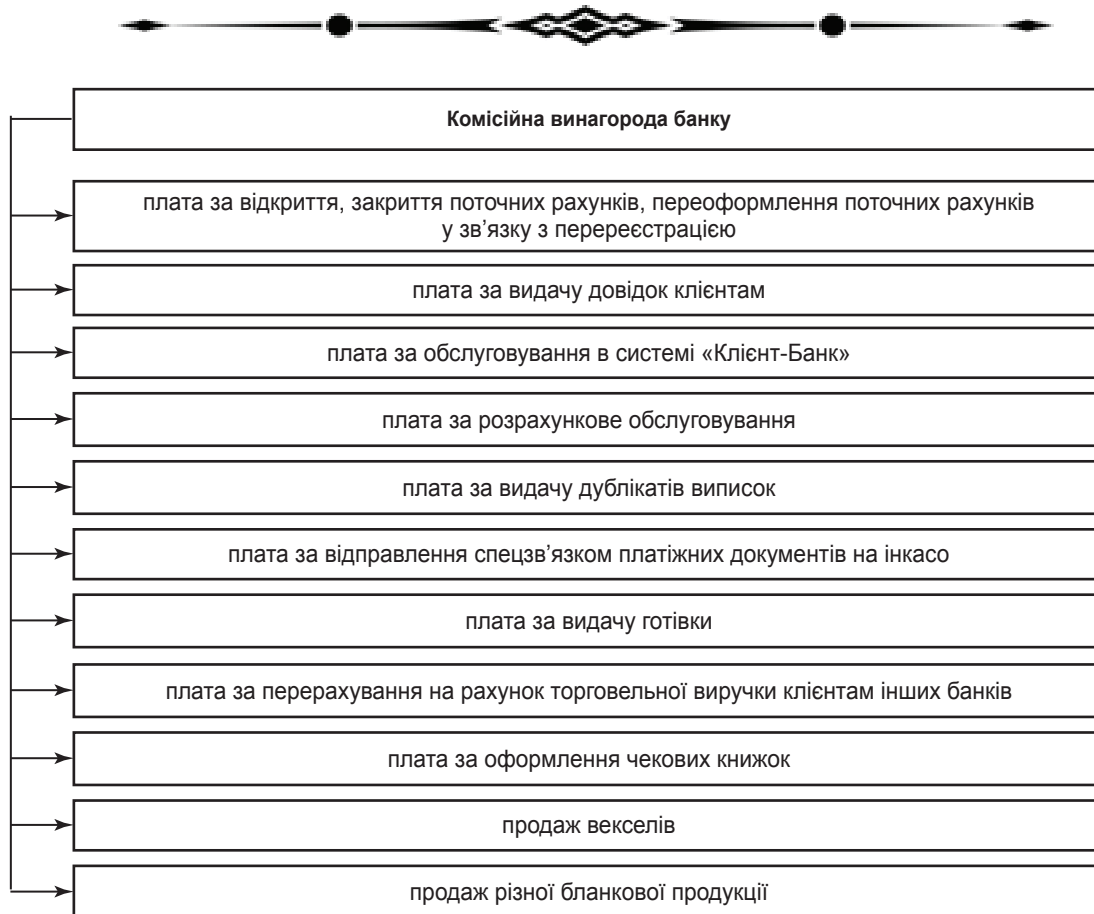 Комісійна винагорода банку
плата за відкриття, закриття поточних рахунків, переоформлення поточних рахунків
у зв’язку з перереєстрацією
плата за видачу довідок клієнтам
плата за обслуговування в системі «Клієнт-Банк»
плата за розрахункове обслуговування
плата за видачу дублікатів виписок
плата за відправлення спецзв’язком платіжних документів на інкасо
плата за видачу готівки
плата за перерахування на рахунок торговельної виручки клієнтам інших банків
плата за оформлення чекових книжок
продаж векселів
продаж різної бланкової продукції